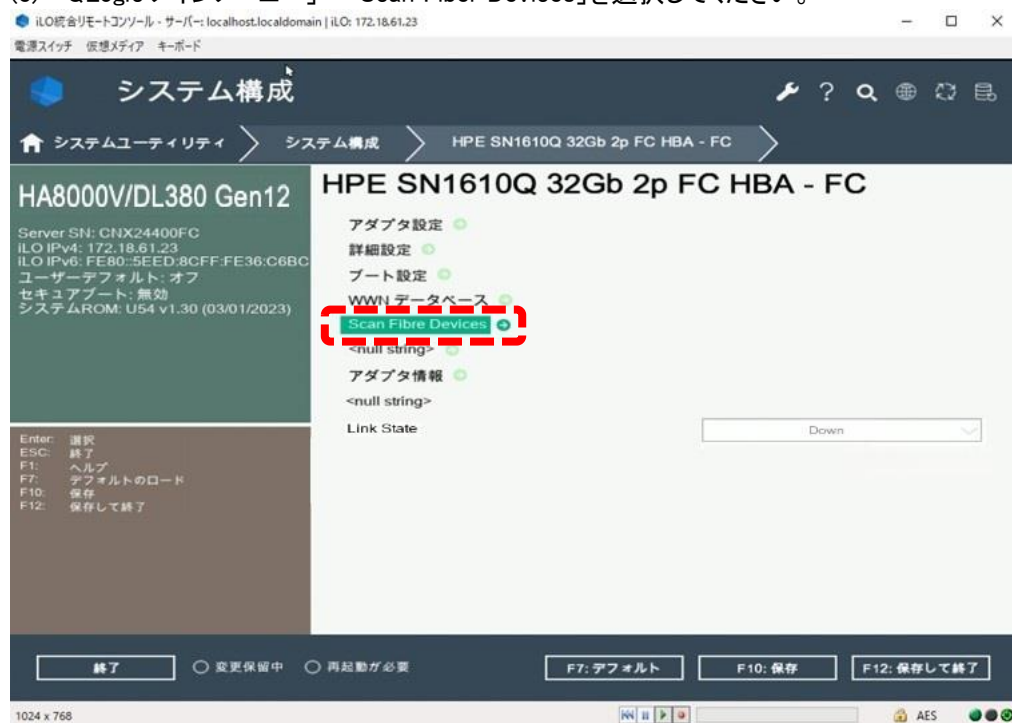 iLO統合リモートコンソール - サーバー: localhost.localdomain | iLO: 172.18.61.23
電源スイッチ 仮想メディア キーボード
システム構成
システムユーティリティ
システム構成
HPE SN1610Q 32Gb 2p FC HBA - FC
HA8000V/DL380 Gen12
Server SN: CNX24400FC
iLO IPv4: 172.18.61.23
iLO IPv6: FE80::5EED:8CFF:FE36:C6BC
ユーザーデフォルト: オフ
セキュアブート: 無効
システムROM: U54 v1.30 (03/01/2023)
Enter: 選択
ESC: 終了
F1: ヘルプ
F7: デフォルトのロード
F10: 保存
F12: 保存して終了
HPE SN1610Q 32Gb 2p FC HBA - FC
アダプタ設定
詳細設定
ブート設定
WWN データベース
Scan Fibre Devices
<null string>
アダプタ情報
<null string>
Link State
Down
終了
変更保留中
再起動が必要
F7: デフォルト
F10: 保存
F12: 保存して終了
1024 x 768
AES